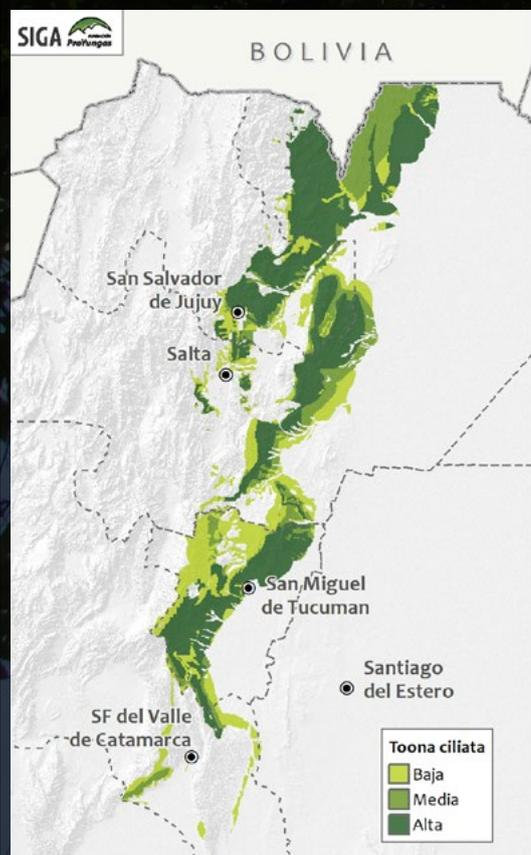 SIGA
FUNDACIÓN
ProYungas
BOLIVIA
San Salvador
de Jujuy
Salta
San Miguel
de Tucuman
Santiago
del Estero
SF del Valle
de Catamarca
Toona ciliata
Baja
Media
Alta